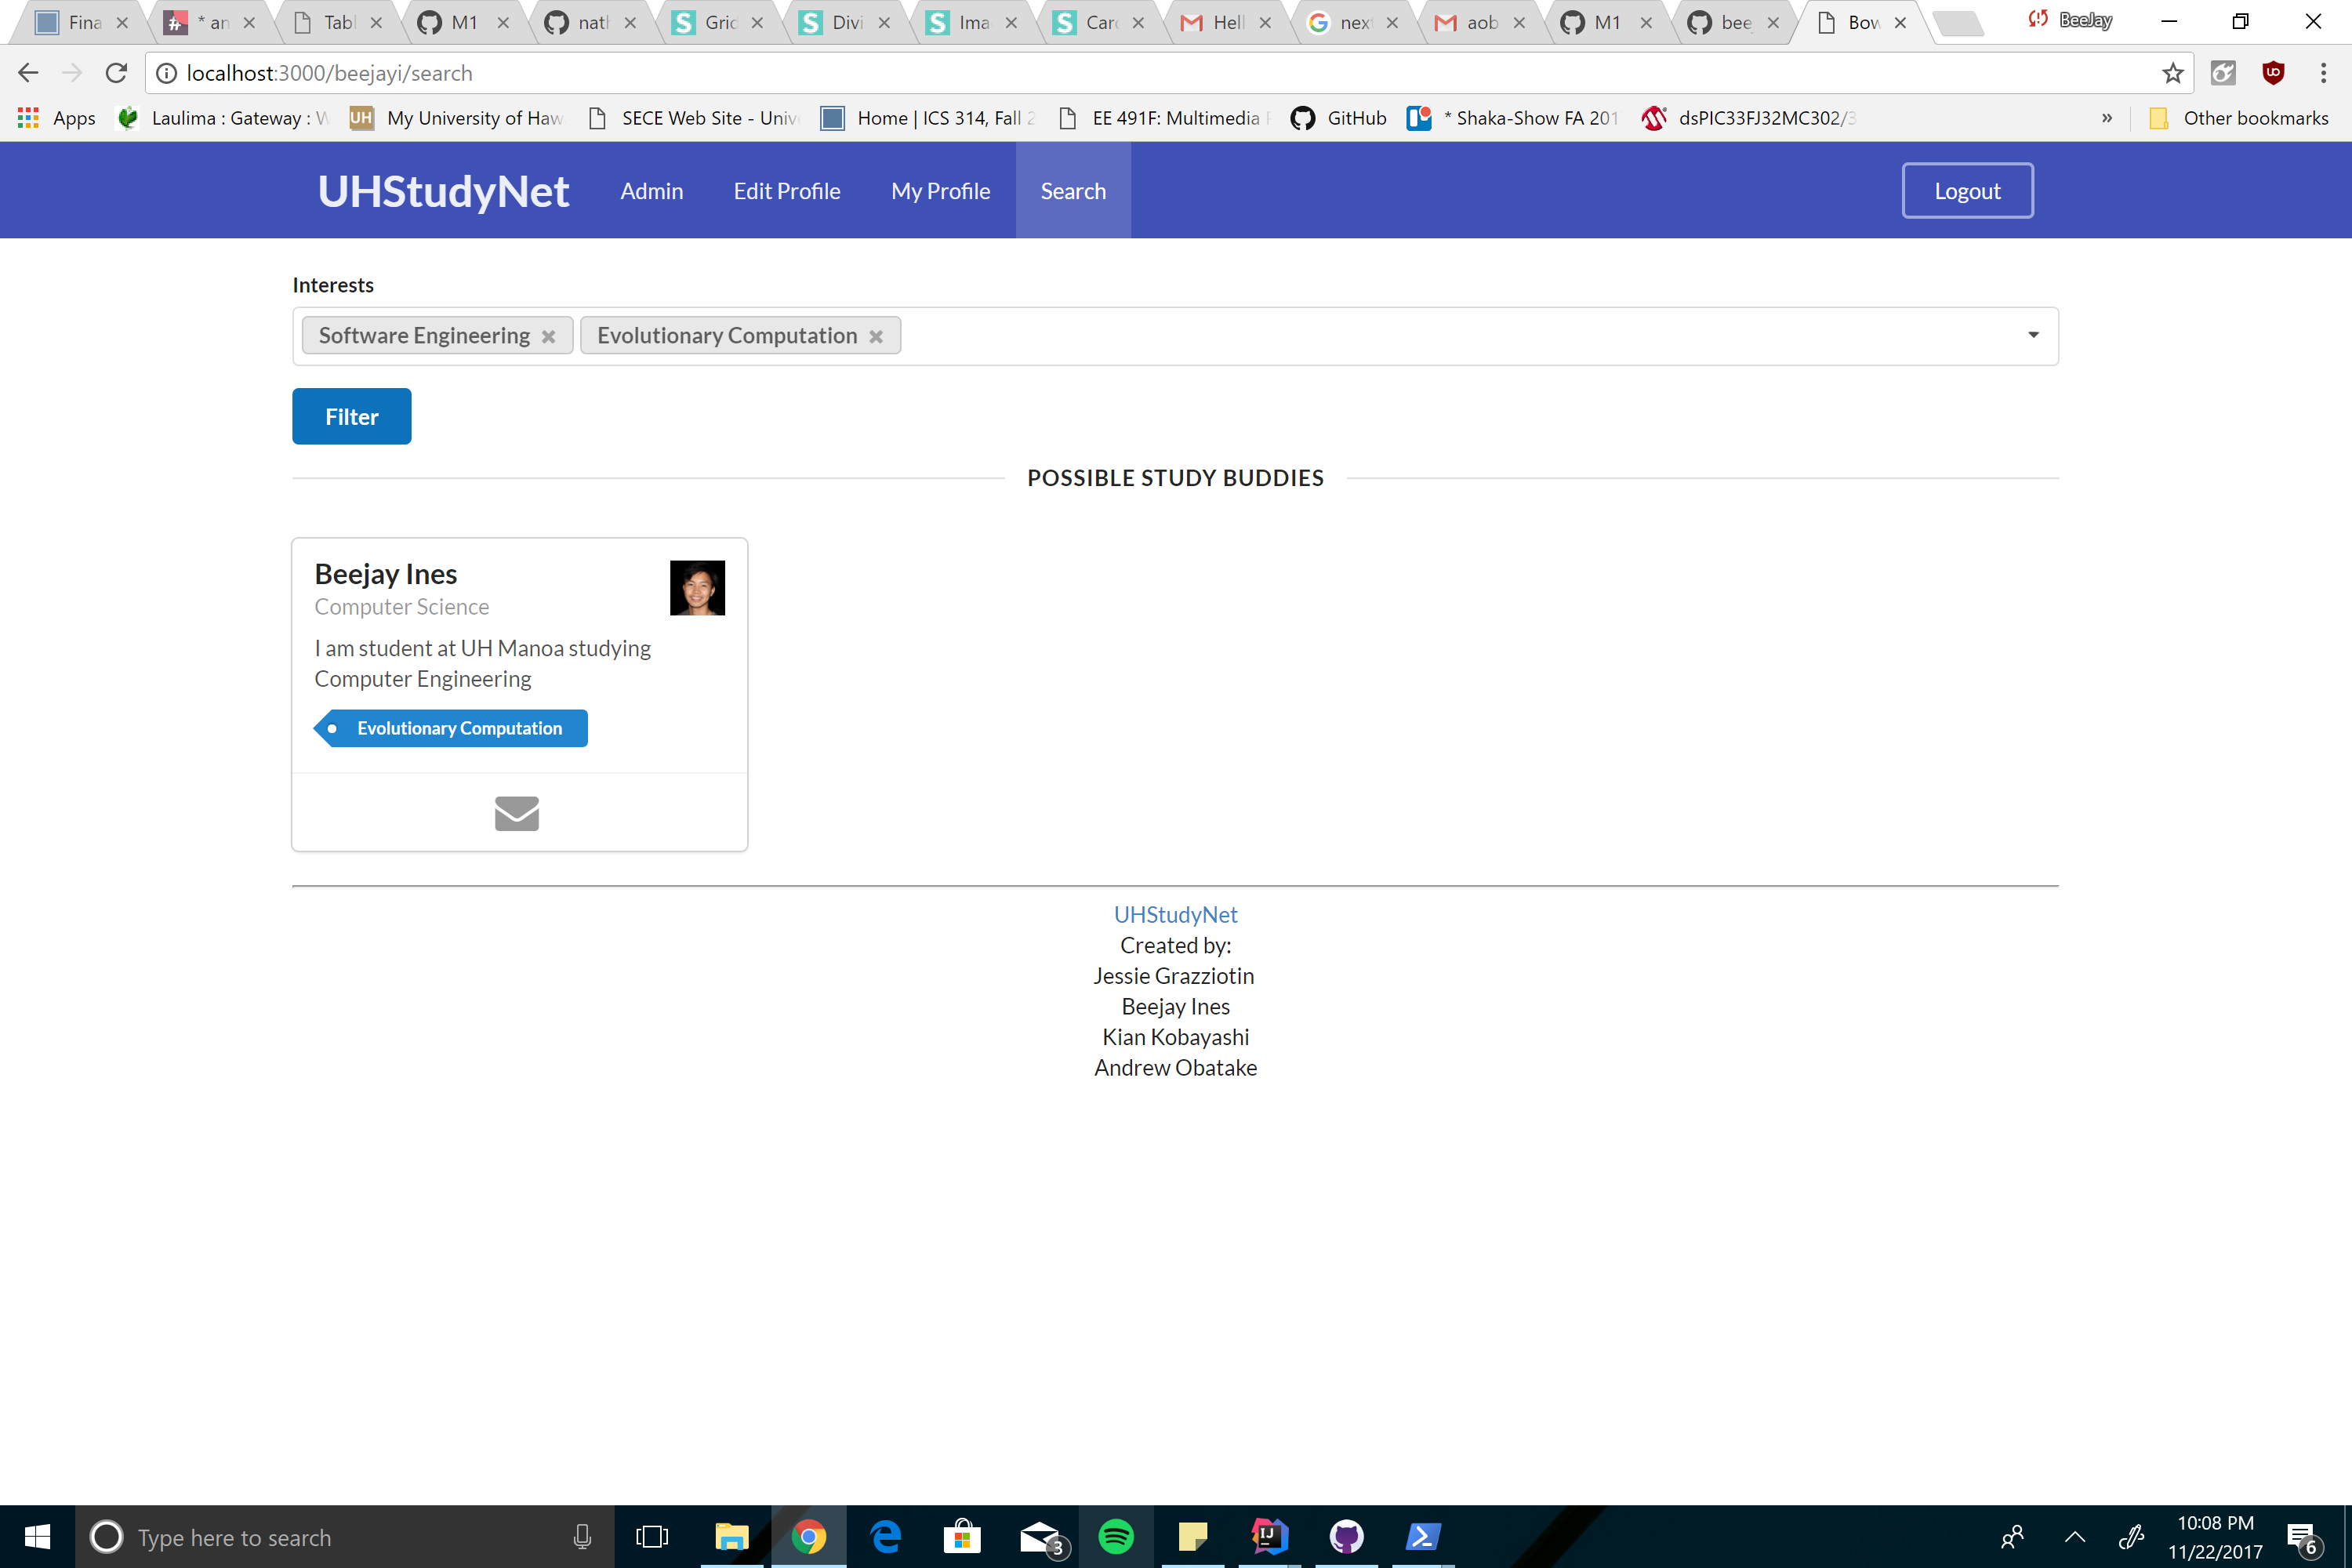 Fina * an Tabl M1 natl Gric Divi Ima Card Hell next aob M1 bee Bow BeeJay
localhost:3000/beejayi/search
Apps Laulima : Gateway : W My University of Haw SECE Web Site - Univ Home | ICS 314, Fall 2 EE 491F: Multimedia * Shaka-Show FA 201 dsPIC33FJ32MC302/3 » Other bookmarks
UHStudyNet Admin Edit Profile My Profile Search Logout
Interests
Software Engineering Evolutionary Computation
Filter
POSSIBLE STUDY BUDDIES
Beejay Ines
Computer Science
I am student at UH Manoa studying
Computer Engineering
Evolutionary Computation
UHStudyNet
Created by:
Jessie Grazziotin
Beejay Ines
Kian Kobayashi
Andrew Obatake
Type here to search 3 10:08 PM
11/22/2017 6